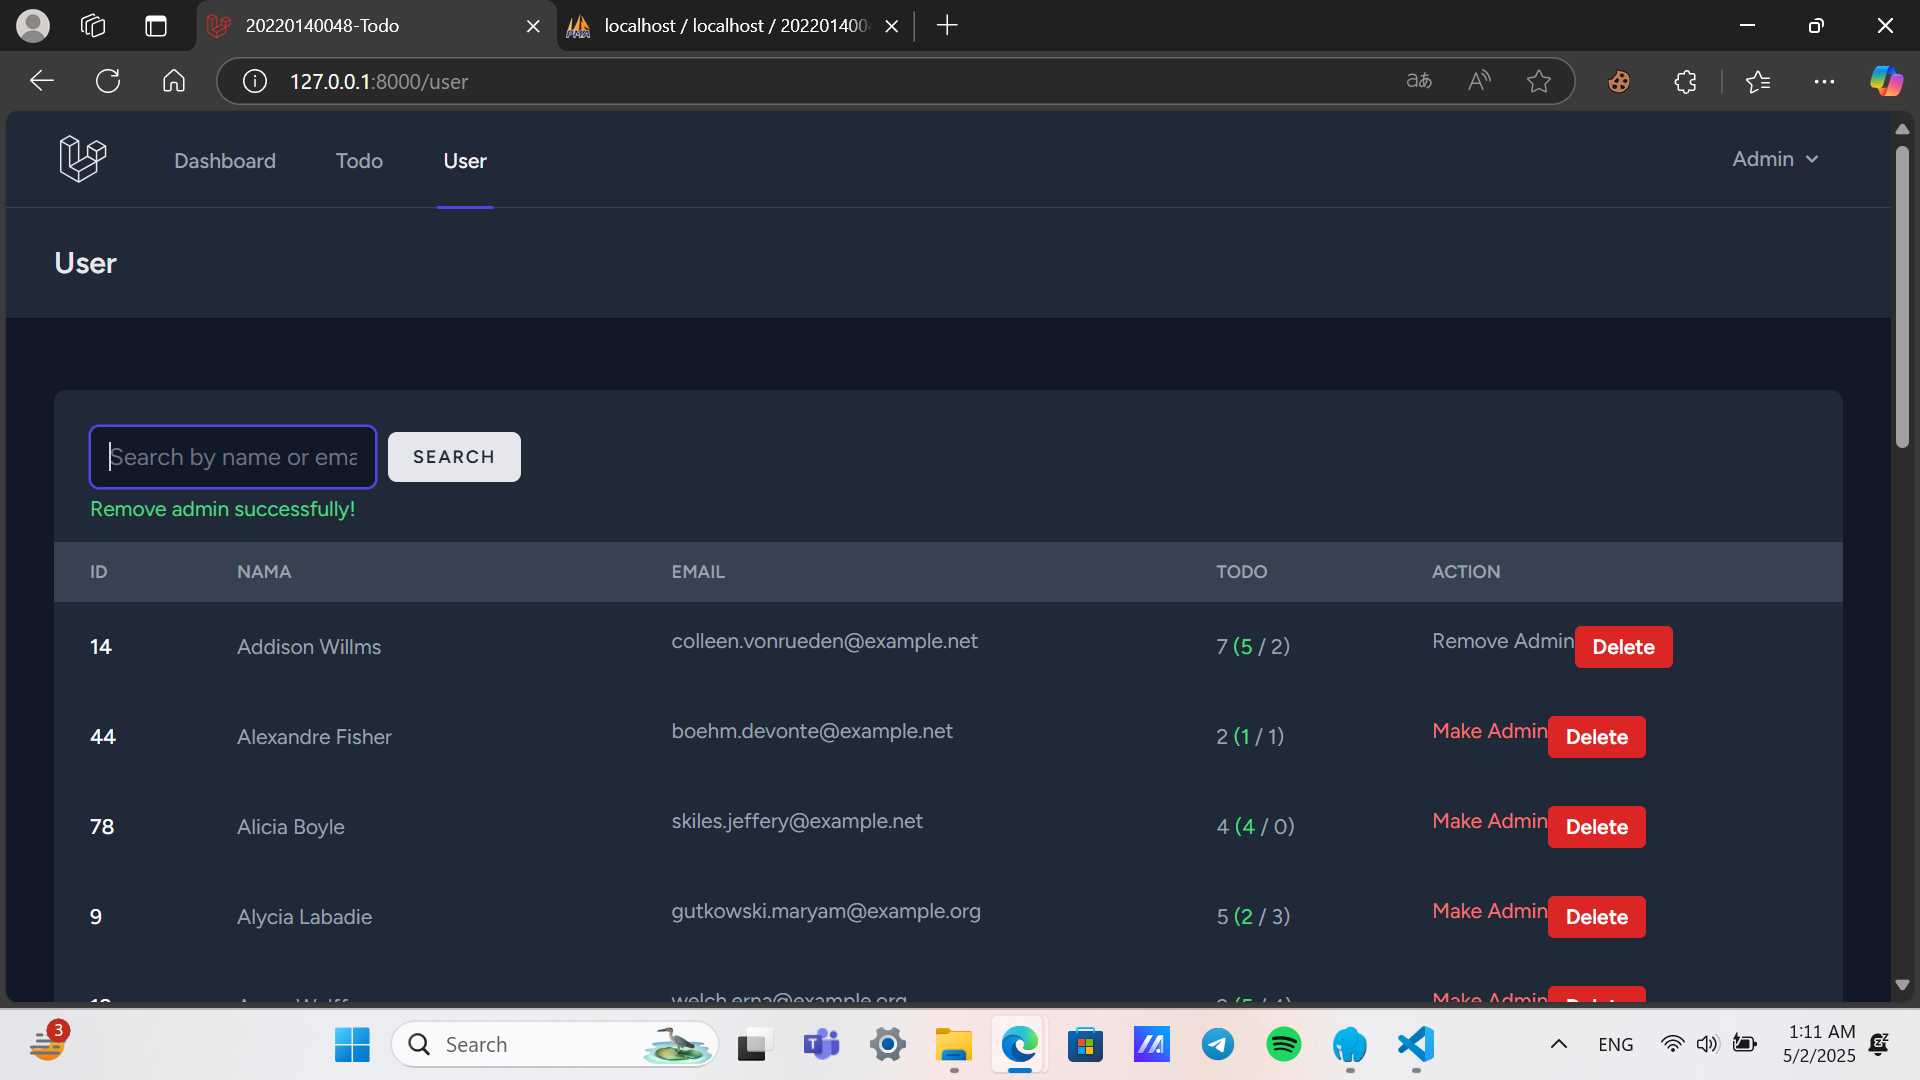 20220140048-Todo
localhost / localhost / 202201400
127.0.0.1:8000/user
Dashboard
Todo
User
Admin
User
Search by name or ema
SEARCH
Remove admin successfully!
ID NAMA EMAIL TODO ACTION
14 Addison Willms colleen.vonrueden@example.net 7 (5 / 2) Remove Admin Delete
44 Alexandre Fisher boehm.devonte@example.net 2 (1 / 1) Make Admin Delete
78 Alicia Boyle skiles.jeffery@example.net 4 (4 / 0) Make Admin Delete
9 Alycia Labadie gutkowski.maryam@example.org 5 (2 / 3) Make Admin Delete
welch.erna@example.org Make Admin Delete
3
Search
ENG
1:11 AM
5/2/2025